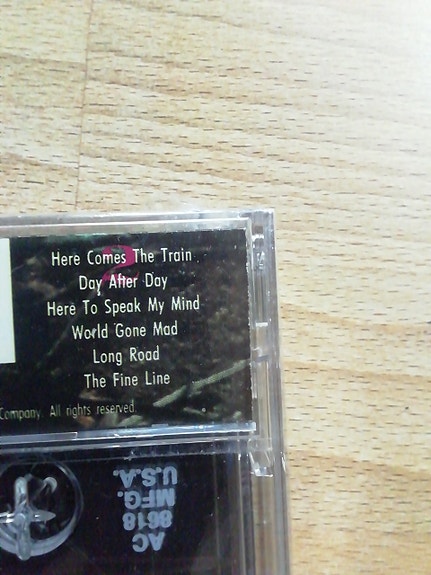 2
Here Comes The Train
Day After Day
Here To Speak My Mind
World Gone Mad
Long Road
The Fine Line
Company. All rights reserved.
AC
8618
MFG.
U.S.A.